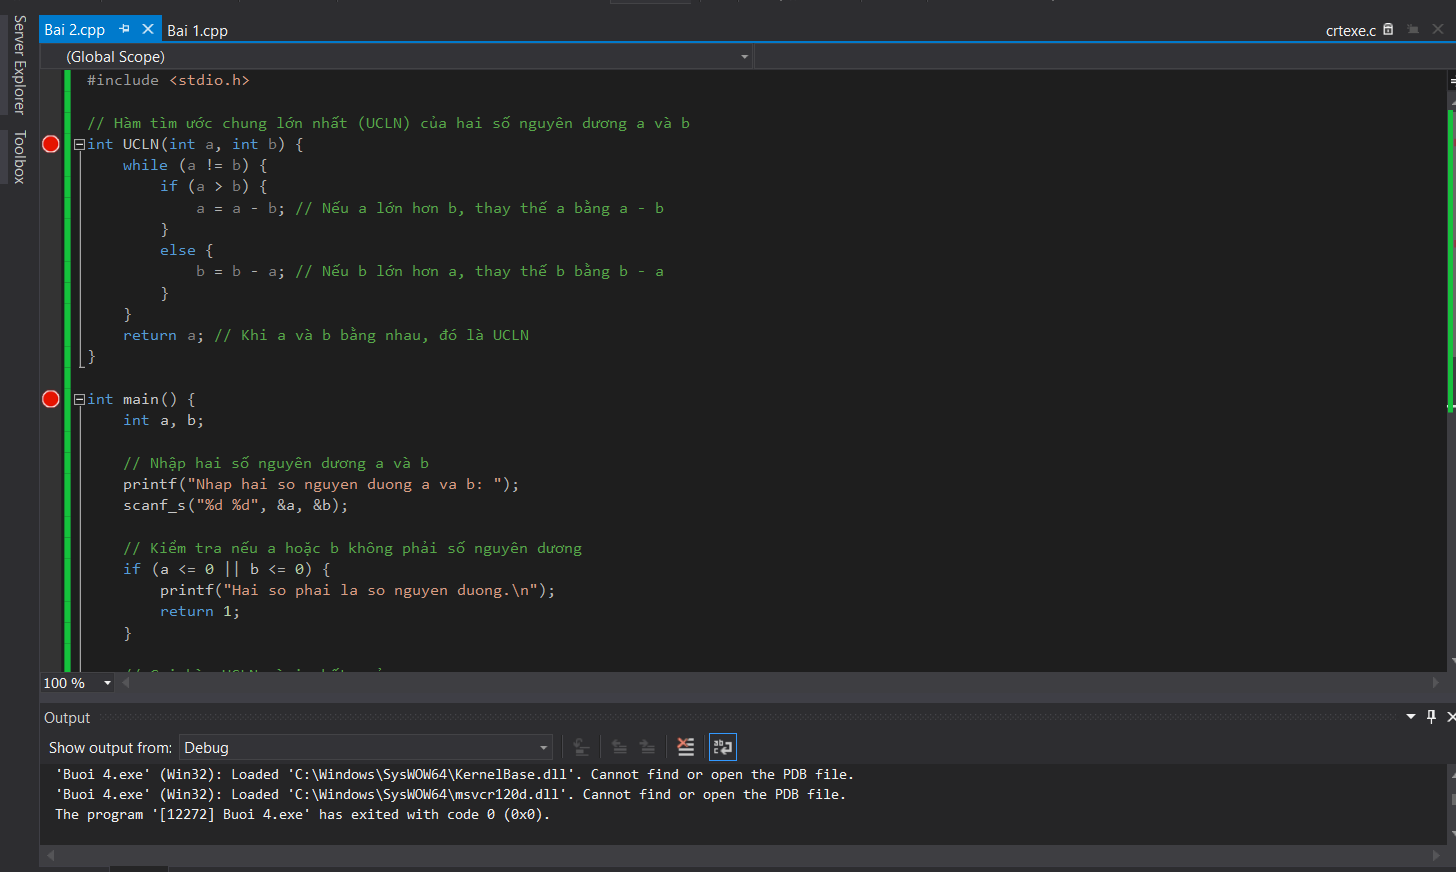 Server Explorer
Toolbox
Bai 2.cpp
Bai 1.cpp
crtexe.c
(Global Scope)
#include <stdio.h>
// Hàm tìm ước chung lớn nhất (UCLN) của hai số nguyên dương a và b
int UCLN(int a, int b) {
while (a != b) {
if (a > b) {
a = a - b; // Nếu a lớn hơn b, thay thế a bằng a - b
}
else {
b = b - a; // Nếu b lớn hơn a, thay thế b bằng b - a
}
}
return a; // Khi a và b bằng nhau, đó là UCLN
}
int main() {
int a, b;
// Nhập hai số nguyên dương a và b
printf("Nhap hai so nguyen duong a va b: ");
scanf_s("%d %d", &a, &b);
// Kiểm tra nếu a hoặc b không phải số nguyên dương
if (a <= 0 || b <= 0) {
printf("Hai so phai la so nguyen duong.\n");
return 1;
}
100 %
Output
Show output from: Debug
'Buoi 4.exe' (Win32): Loaded 'C:\Windows\SysWOW64\KernelBase.dll'. Cannot find or open the PDB file.
'Buoi 4.exe' (Win32): Loaded 'C:\Windows\SysWOW64\msvcr120d.dll'. Cannot find or open the PDB file.
The program '[12272] Buoi 4.exe' has exited with code 0 (0x0).